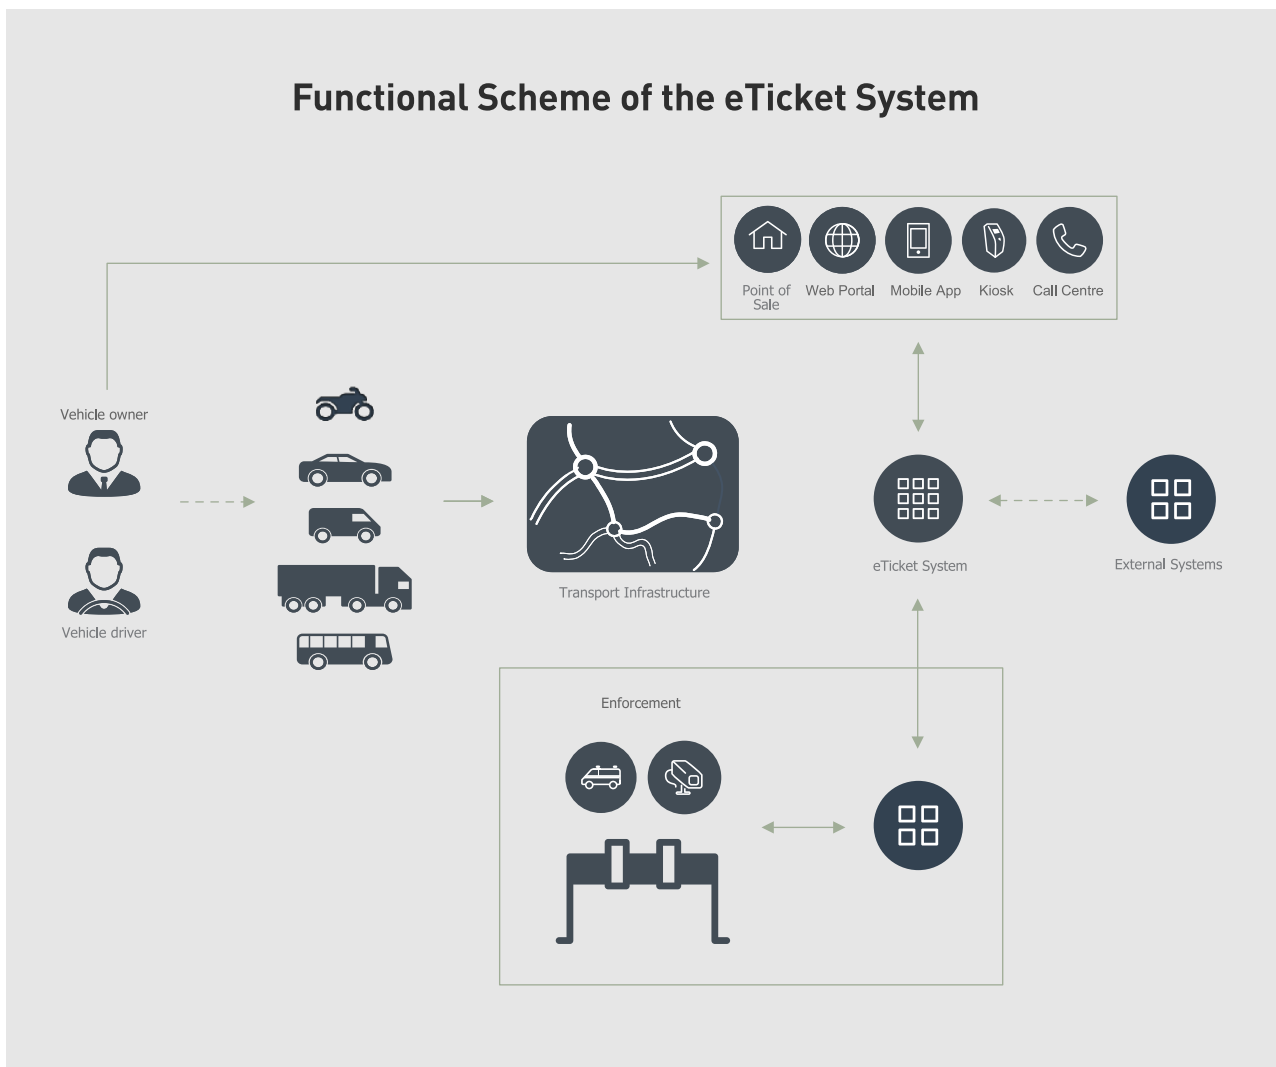 Functional Scheme of the eTicket System
Point of
Sale
Web Portal
Mobile App
Kiosk
Call Centre
Vehicle owner
Vehicle driver
Transport Infrastructure
eTicket System
External Systems
Enforcement